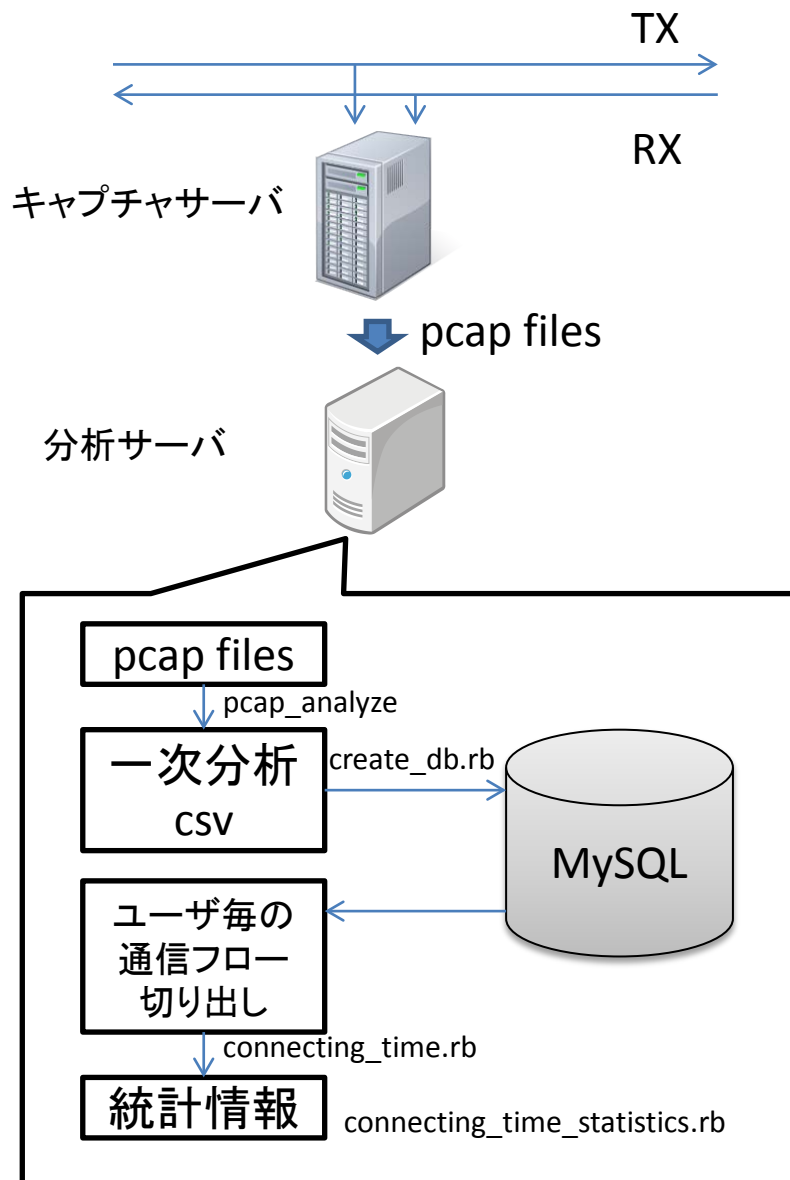 TX
RX
キャプチャサーバ
pcap files
分析サーバ
pcap files
pcap_analyze
一次分析
csv
create_db.rb
MySQL
ユーザ毎の
通信フロー
切り出し
connecting_time.rb
統計情報
connecting_time_statistics.rb